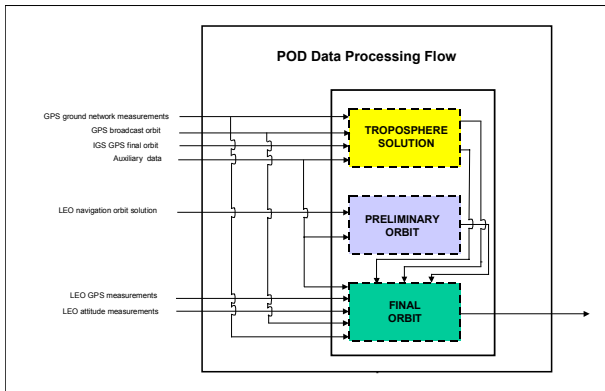 POD Data Processing Flow
GPS ground network measurements
GPS broadcast orbit
IGS GPS final orbit
Auxiliary data
TROPOSPHERE
SOLUTION
LEO navigation orbit solution
PRELIMINARY
ORBIT
LEO GPS measurements
LEO attitude measurements
FINAL
ORBIT